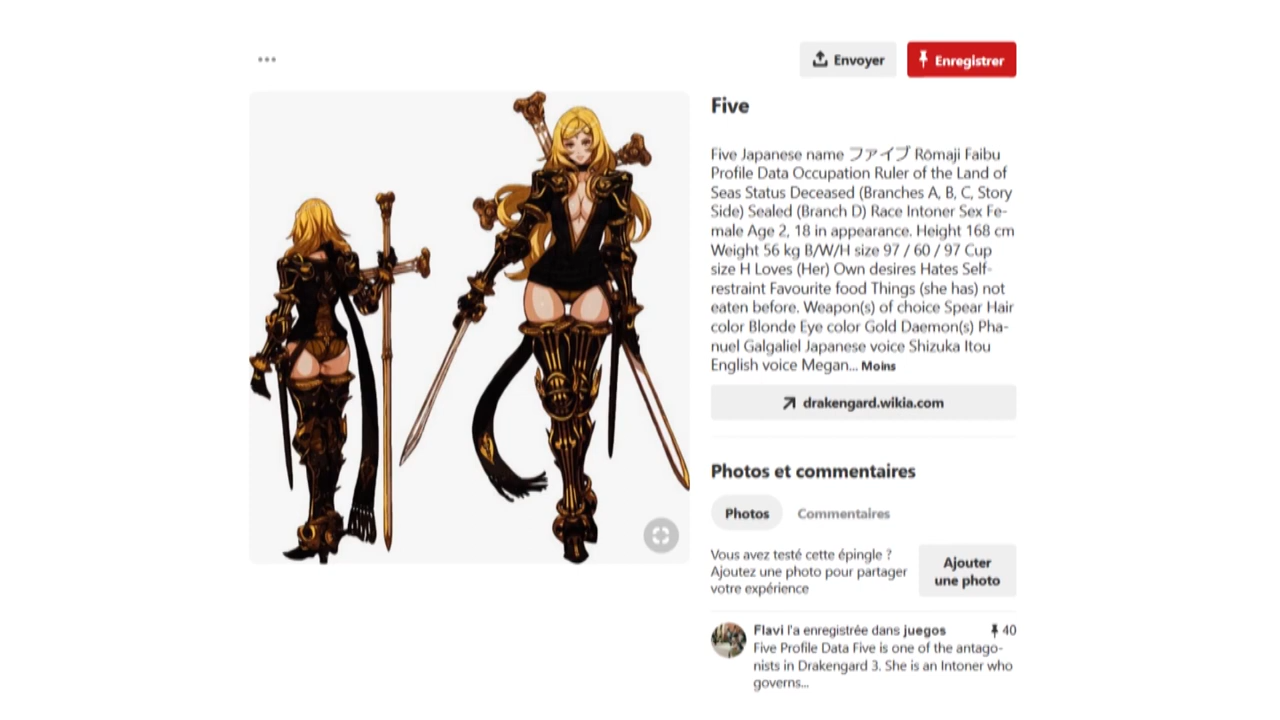 Envoyer
Enregistrer
Five
Five Japanese name ファイブ Rōmaji Faibu
Profile Data Occupation Ruler of the Land of
Seas Status Deceased (Branches A, B, C, Story
Side) Sealed (Branch D) Race Intoner Sex Fe-
male Age 2, 18 in appearance. Height 168 cm
Weight 56 kg B/W/H size 97 / 60 / 97 Cup
size H Loves (Her) Own desires Hates Self-
restraint Favourite food Things (she has) not
eaten before. Weapon(s) of choice Spear Hair
color Blonde Eye color Gold Daemon(s) Pha-
nuel Galgaliel Japanese voice Shizuka Itou
English voice Megan... Moins
drakengard.wikia.com
Photos et commentaires
Photos
Commentaires
Vous avez testé cette épingle ?
Ajoutez une photo pour partager
votre expérience
Ajouter
une photo
Flavi l'a enregistrée dans juegos
40
Five Profile Data Five is one of the antago-
nists in Drakengard 3. She is an Intoner who
governs...